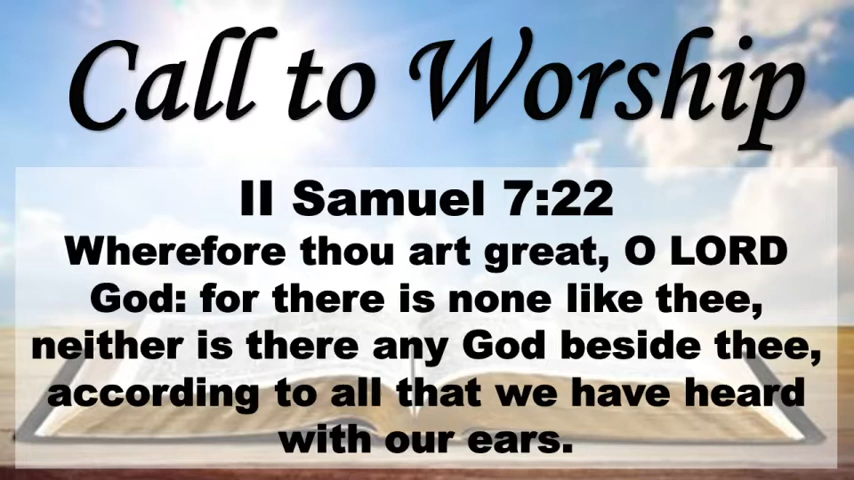 Call to Worship
II Samuel 7:22
Wherefore thou art great, O LORD
God: for there is none like thee,
neither is there any God beside thee,
according to all that we have heard
with our ears.